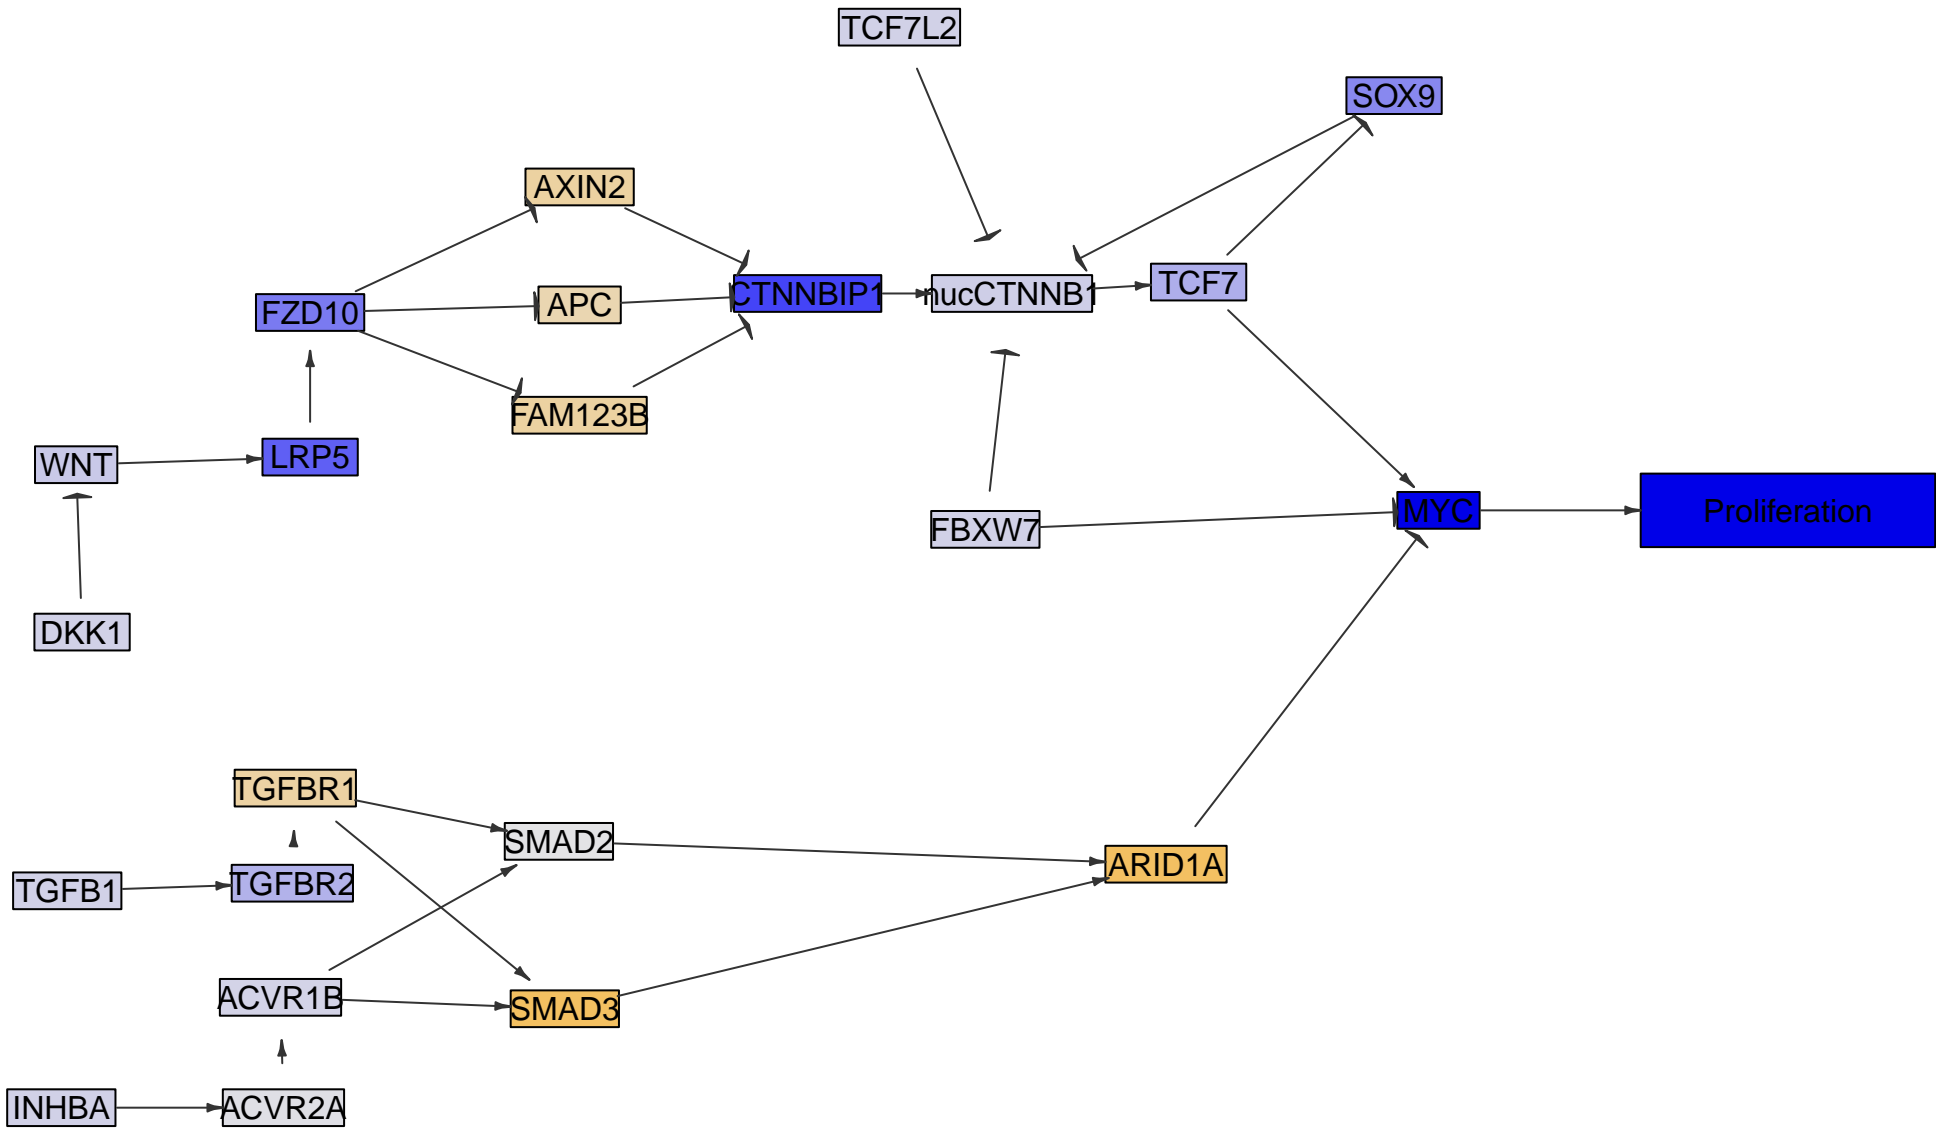 TCF7L2
SOX9
AXIN2
TCF7
CTNNBIP1
nucCTNNB1
APC
FZD10
FAM123B
WNT
LRP5
MYC
Proliferation
FBXW7
DKK1
TGFBR1
SMAD2
ARID1A
TGFB1
TGFBR2
ACVR1B
SMAD3
INHBA
ACVR2A